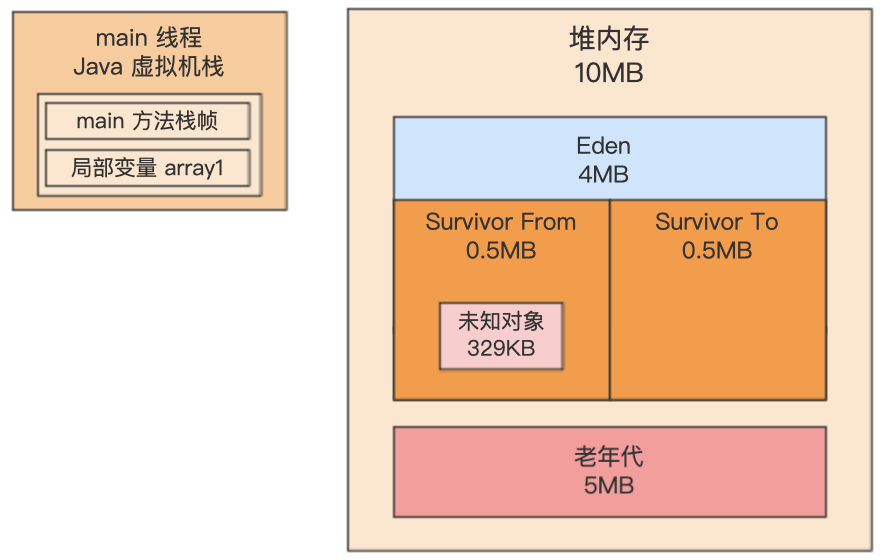 main 线程
Java 虚拟机栈
main 方法栈帧
局部变量 array1
堆内存
10MB
Eden
4MB
Survivor From
0.5MB
Survivor To
0.5MB
未知对象
329KB
老年代
5MB